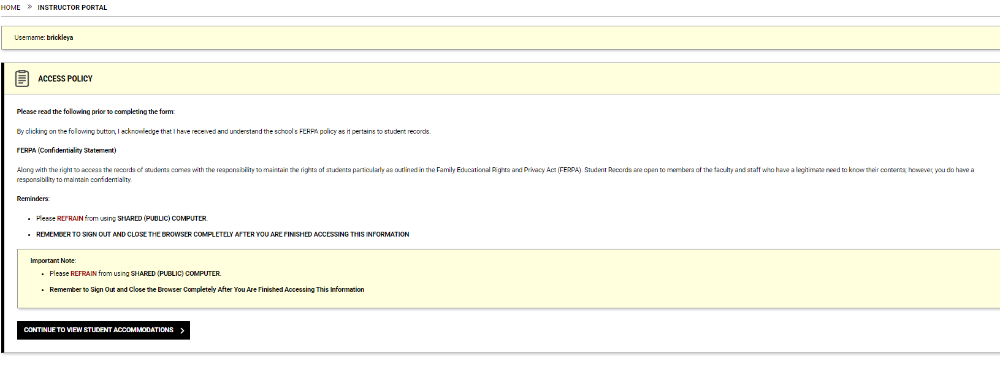 HOME » INSTRUCTOR PORTAL
Username: brickleya
ACCESS POLICY
Please read the following prior to completing the form:
By clicking on the following button, I acknowledge that I have received and understand the school's FERPA policy as it pertains to student records.
FERPA (Confidentiality Statement)
Along with the right to access the records of students comes with the responsibility to maintain the rights of students particularly as outlined in the Family Educational Rights and Privacy Act (FERPA). Student Records are open to members of the faculty and staff who have a legitimate need to know their contents; however, you do have a
responsibility to maintain confidentiality.
Reminders:
• Please REFRAIN from using SHARED (PUBLIC) COMPUTER.
• REMEMBER TO SIGN OUT AND CLOSE THE BROWSER COMPLETELY AFTER YOU ARE FINISHED ACCESSING THIS INFORMATION
Important Note:
• Please REFRAIN from using SHARED (PUBLIC) COMPUTER.
• Remember to Sign Out and Close the Browser Completely After You Are Finished Accessing This Information
CONTINUE TO VIEW STUDENT ACCOMMODATIONS >